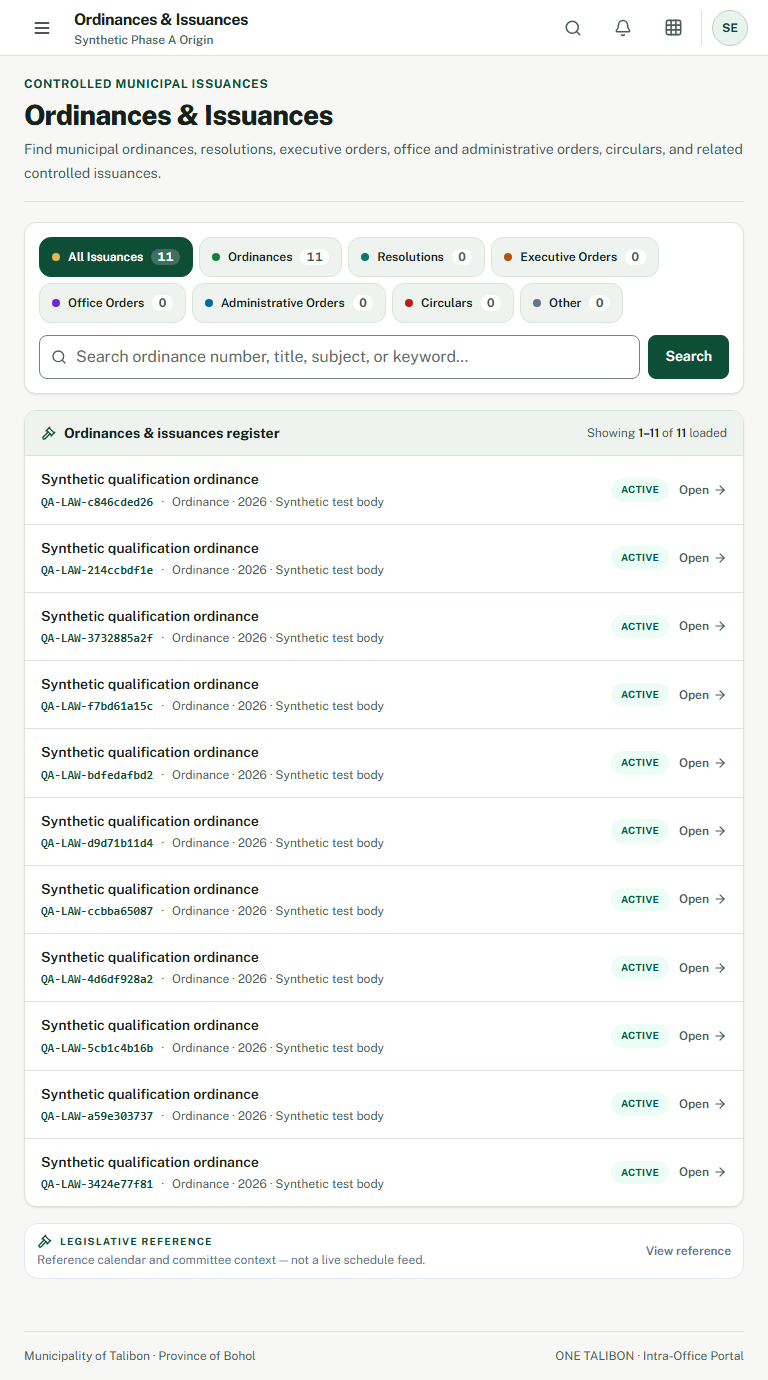 Ordinances & Issuances
Synthetic Phase A Origin
SE
CONTROLLED MUNICIPAL ISSUANCES
Ordinances & Issuances
Find municipal ordinances, resolutions, executive orders, office and administrative orders, circulars, and related
controlled issuances.
All Issuances 11
Ordinances 11
Resolutions 0
Executive Orders 0
Office Orders 0
Administrative Orders 0
Circulars 0
Other 0
Search ordinance number, title, subject, or keyword...
Search
Ordinances & issuances register
Showing 1–11 of 11 loaded
Synthetic qualification ordinance
QA-LAW-c846cded26 · Ordinance · 2026 · Synthetic test body
ACTIVE Open →
Synthetic qualification ordinance
QA-LAW-214ccbdf1e · Ordinance · 2026 · Synthetic test body
ACTIVE Open →
Synthetic qualification ordinance
QA-LAW-3732885a2f · Ordinance · 2026 · Synthetic test body
ACTIVE Open →
Synthetic qualification ordinance
QA-LAW-f7bd61a15c · Ordinance · 2026 · Synthetic test body
ACTIVE Open →
Synthetic qualification ordinance
QA-LAW-bdfedafbd2 · Ordinance · 2026 · Synthetic test body
ACTIVE Open →
Synthetic qualification ordinance
QA-LAW-d9d71b11d4 · Ordinance · 2026 · Synthetic test body
ACTIVE Open →
Synthetic qualification ordinance
QA-LAW-ccbba65087 · Ordinance · 2026 · Synthetic test body
ACTIVE Open →
Synthetic qualification ordinance
QA-LAW-4d6df928a2 · Ordinance · 2026 · Synthetic test body
ACTIVE Open →
Synthetic qualification ordinance
QA-LAW-5cb1c4b16b · Ordinance · 2026 · Synthetic test body
ACTIVE Open →
Synthetic qualification ordinance
QA-LAW-a59e303737 · Ordinance · 2026 · Synthetic test body
ACTIVE Open →
Synthetic qualification ordinance
QA-LAW-3424e77f81 · Ordinance · 2026 · Synthetic test body
ACTIVE Open →
LEGISLATIVE REFERENCE
Reference calendar and committee context — not a live schedule feed.
View reference
Municipality of Talibon · Province of Bohol
ONE TALIBON · Intra-Office Portal